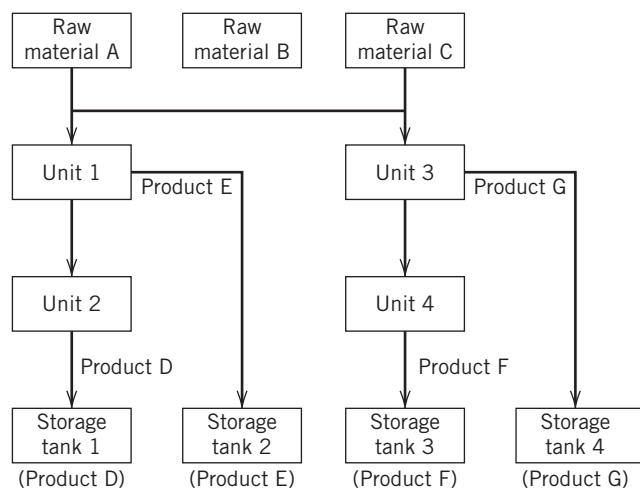 Raw
material A
Raw
material B
Raw
material C
Unit 1
Product E
Unit 3
Product G
Unit 2
Unit 4
Product D
Product F
Storage
tank 1
Storage
tank 2
Storage
tank 3
Storage
tank 4
(Product D)
(Product E)
(Product F)
(Product G)